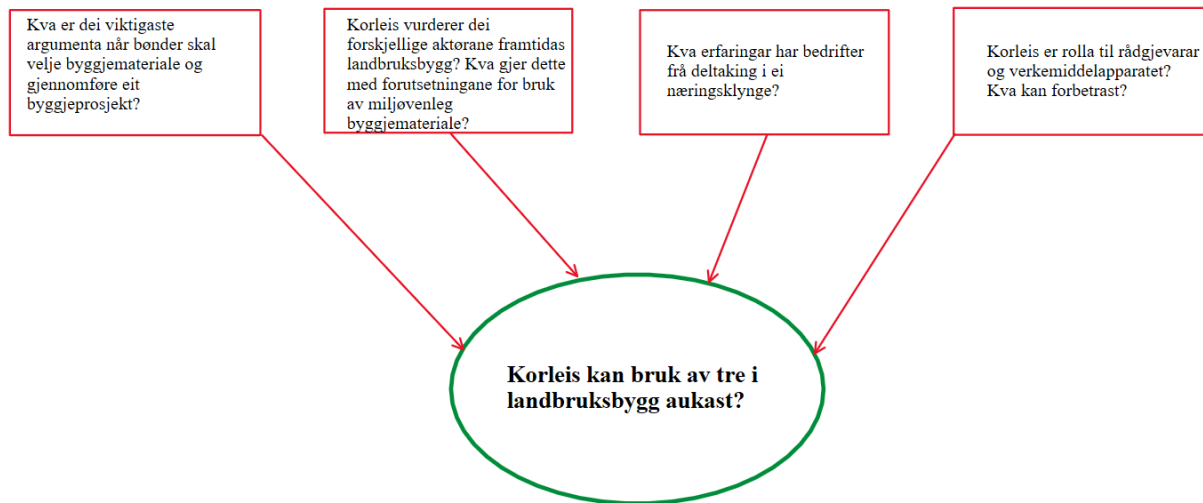 Kva er dei viktigaste
argumenta når bønder skal
velje byggjemateriale og
gjennomføre eit
byggjeprosjekt?
Korleis vurderer dei
forskjellige aktørane framtidas
landbruksbygg? Kva gjer dette
med forutsetningane for bruk
av miljøvenleg
byggjemateriale?
Kva erfaringar har bedrifter
frå deltaking i ei
næringsklynge?
Korleis er rolla til rådgjevarar
og verkemiddelapparatet?
Kva kan forbetrast?
Korleis kan bruk av tre i
landbruksbygg aukast?